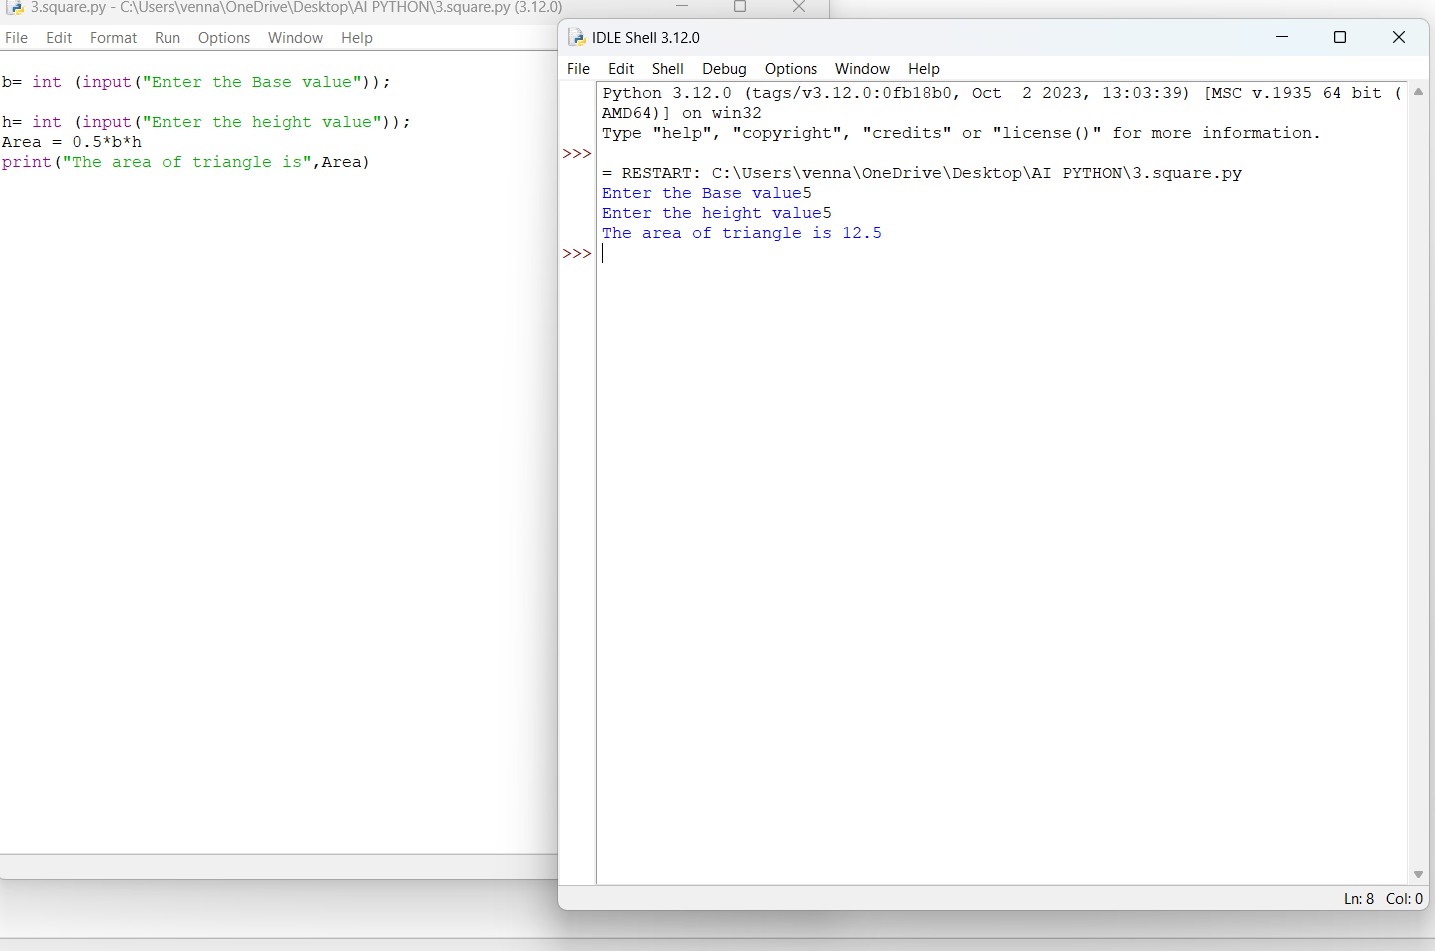 3.square.py - C:\Users\venna\OneDrive\Desktop\AI PYTHON\3.square.py (3.12.0)
File Edit Format Run Options Window Help
b= int (input("Enter the Base value"));
h= int (input("Enter the height value"));
Area = 0.5*b*h
print("The area of triangle is",Area)
IDLE Shell 3.12.0
File Edit Shell Debug Options Window Help
Python 3.12.0 (tags/v3.12.0:0fb18b0, Oct  2 2023, 13:03:39) [MSC v.1935 64 bit (
AMD64)] on win32
Type "help", "copyright", "credits" or "license()" for more information.
>>>
= RESTART: C:\Users\venna\OneDrive\Desktop\AI PYTHON\3.square.py
Enter the Base value5
Enter the height value5
The area of triangle is 12.5
>>>
Ln: 8 Col: 0